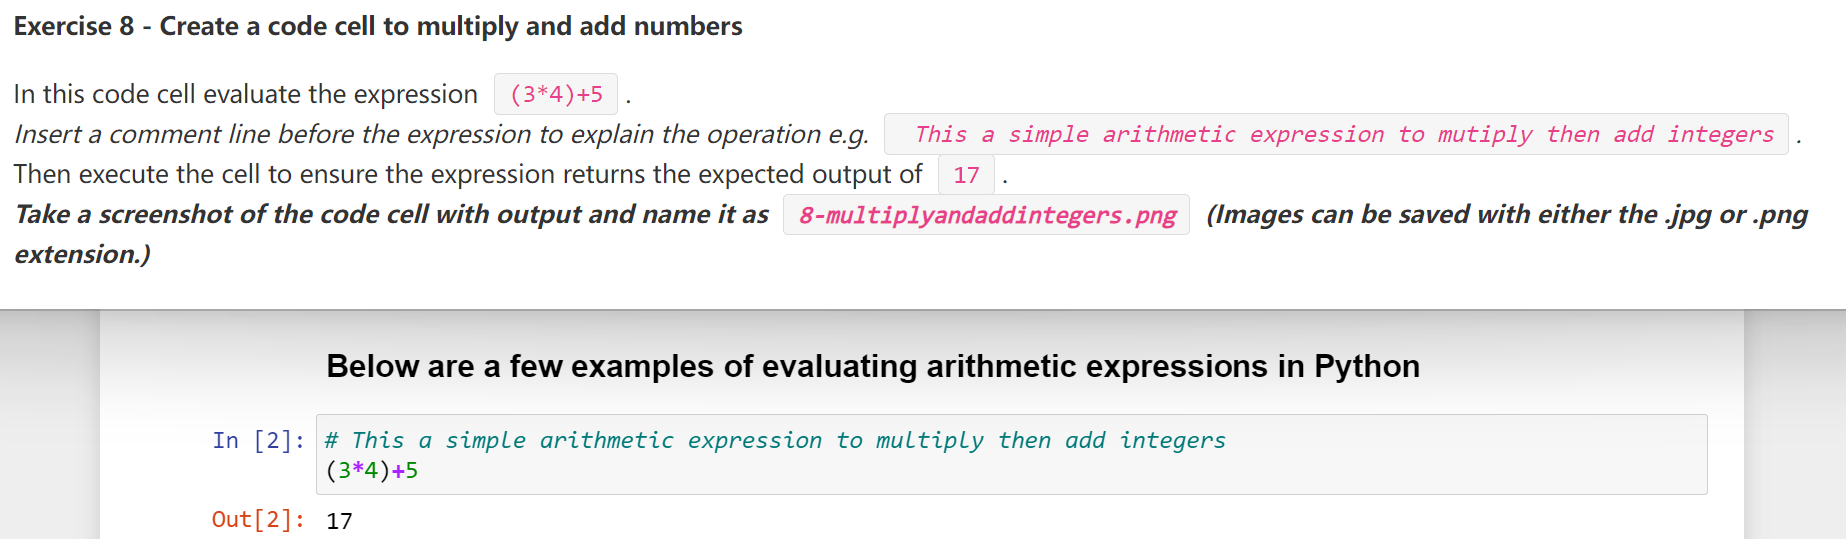 Exercise 8 - Create a code cell to multiply and add numbers
In this code cell evaluate the expression (3*4)+5 .
Insert a comment line before the expression to explain the operation e.g. This a simple arithmetic expression to mutiply then add integers .
Then execute the cell to ensure the expression returns the expected output of 17 .
Take a screenshot of the code cell with output and name it as 8-multiplyandaddintegers.png (Images can be saved with either the .jpg or .png
extension.)
Below are a few examples of evaluating arithmetic expressions in Python
In [2]: # This a simple arithmetic expression to multiply then add integers
(3*4)+5
Out[2]: 17